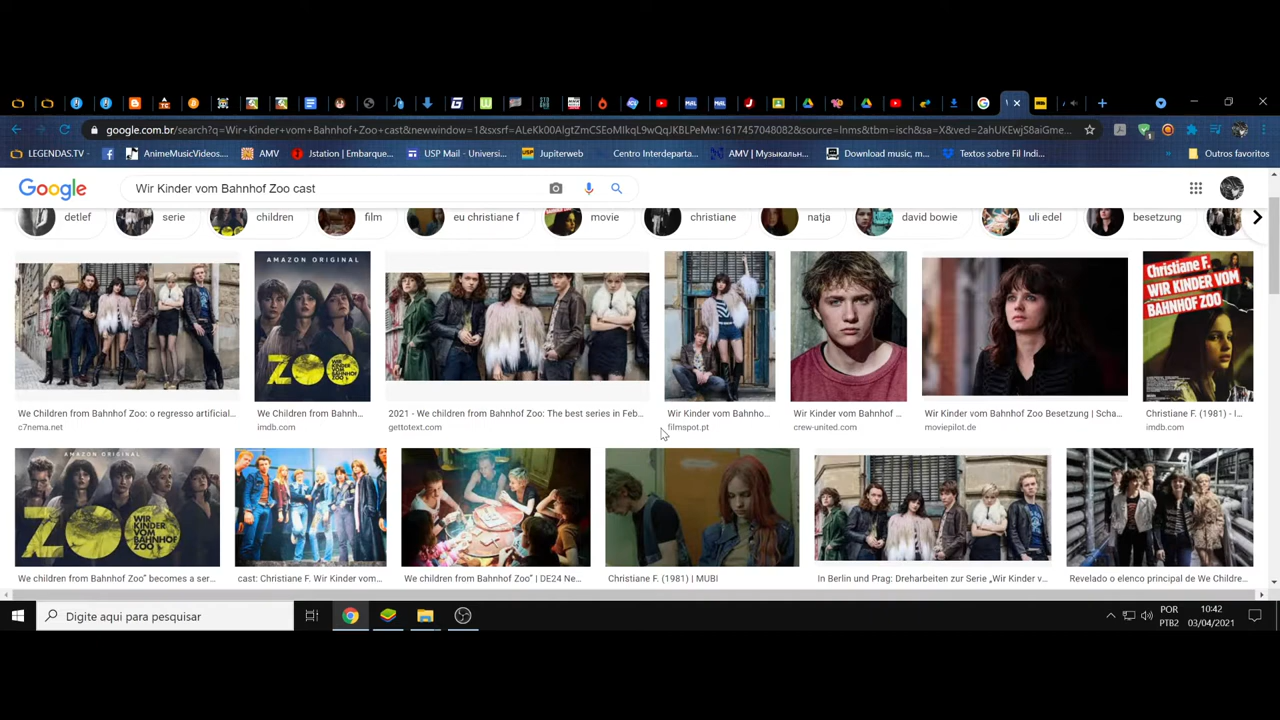 google.com.br/search?q=Wir+Kinder+vom+Bahnhof+Zoo+cast&newwindow=1&sxsrf=ALeKk00AlgtZmCSEoMIkqL9wQqJKBLPeMw:1617457048082&source=lnms&tbm=isch&sa=X&ved=2ahUKEwjS8aiGme...
LEGENDAS.TV - AnimeMusicVideos.... AMV Jstation | Embarque... USP Mail - Universi... Jupiterweb Centro Interdeparta... AMV | Музыкальн... Download music, m... Textos sobre Fil Indi... » Outros favoritos
Google Wir Kinder vom Bahnhof Zoo cast
detlef serie children film eu christiane f movie christiane natja david bowie uli edel besetzung
AMAZON ORIGINAL
ZOO
WIR KINDER VOM BAHNHOF ZOO
Christiane F.
WIR KINDER VOM
BAHNHOF ZOO
We Children from Bahnhof Zoo: o regresso artificial... We Children from Bahnh... 2021 - We children from Bahnhof Zoo: The best series in Feb... Wir Kinder vom Bahnho... Wir Kinder vom Bahnhof ... Wir Kinder vom Bahnhof Zoo Besetzung | Scha... Christiane F. (1981) - I...
c7nema.net imdb.com gettotext.com filmspot.pt crew-united.com moviepilot.de imdb.com
AMAZON ORIGINAL
ZOO
WIR KINDER VOM BAHNHOF ZOO
We children from Bahnhof Zoo" becomes a ser... cast: Christiane F. Wir Kinder vom... We children from Bahnhof Zoo" | DE24 Ne... Christiane F. (1981) | MUBI In Berlin und Prag: Dreharbeiten zur Serie „Wir Kinder v... Revelado o elenco principal de We Childre...
Digite aqui para pesquisar POR 10:42
PTB2 03/04/2021